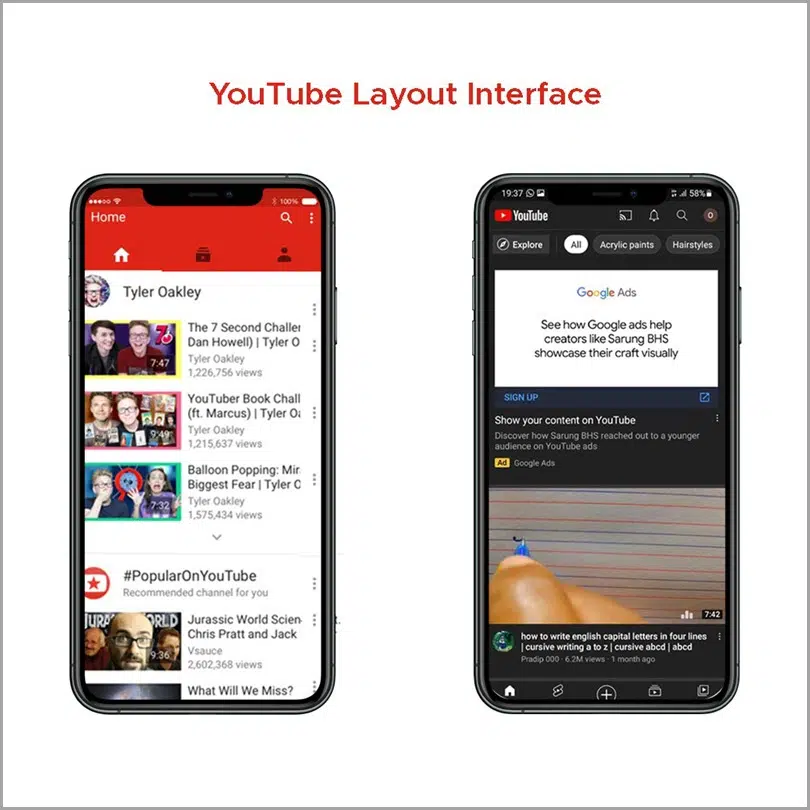 YouTube Layout Interface
100%
Home
Tyler Oakley
The 7 Second Challen
Dan Howell) | Tyler O
Tyler Oakley
1,226,756 views
7:47
YouTuber Book Chall
(ft. Marcus) | Tyler Oa
Tyler Oakley
1,215,637 views
9:49
Balloon Popping: Mir
Biggest Fear | Tyler O
Tyler Oakley
1,575,434 views
7:32
#PopularOnYouTube
Recommended channel for you
Jurassic World Scien
Chris Pratt and Jack
Vsauce
2,602,368 views
9:36
What Will We Miss?
19:37
58%
YouTube
O
Explore
All
Acrylic paints
Hairstyles
Google Ads
See how Google ads help
creators like Sarung BHS
showcase their craft visually
SIGN UP
Show your content on YouTube
Discover how Sarung BHS reached out to a younger
audience on YouTube ads
Ad Google Ads
7:42
how to write english capital letters in four lines
| cursive writing a to z | cursive abcd | abcd
Pradip 000 · 6.2M views · 1 month ago